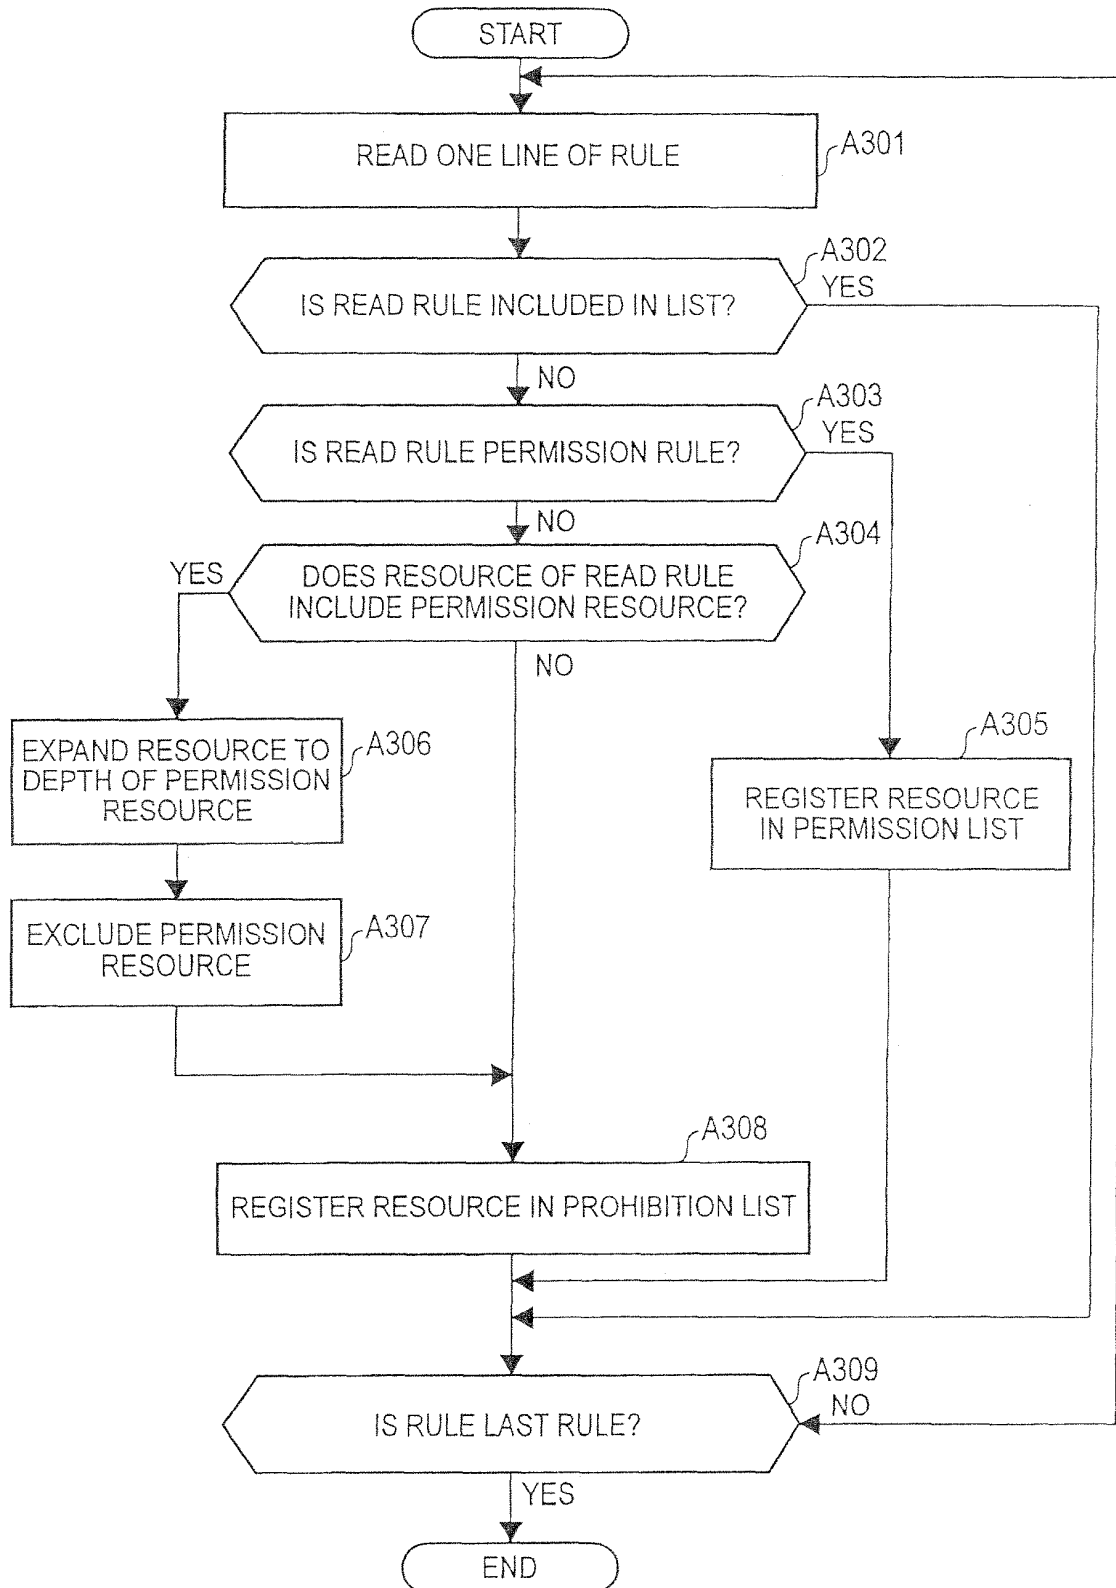 START
READ ONE LINE OF RULE
A301
A302
YES
IS READ RULE INCLUDED IN LIST?
NO
A303
YES
IS READ RULE PERMISSION RULE?
NO
A304
YES
DOES RESOURCE OF READ RULE
INCLUDE PERMISSION RESOURCE?
NO
EXPAND RESOURCE TO
DEPTH OF PERMISSION
RESOURCE
A306
A305
REGISTER RESOURCE
IN PERMISSION LIST
EXCLUDE PERMISSION
RESOURCE
A307
A308
REGISTER RESOURCE IN PROHIBITION LIST
A309
NO
IS RULE LAST RULE?
YES
END